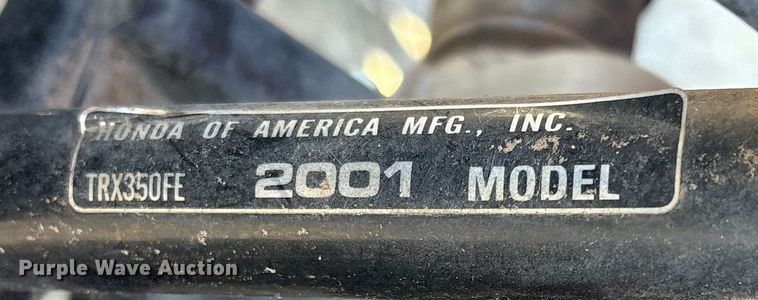 HONDA OF AMERICA MFG., INC.
TRX350FE 2001 MODEL
Purple Wave Auction